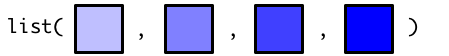 list( , , , )